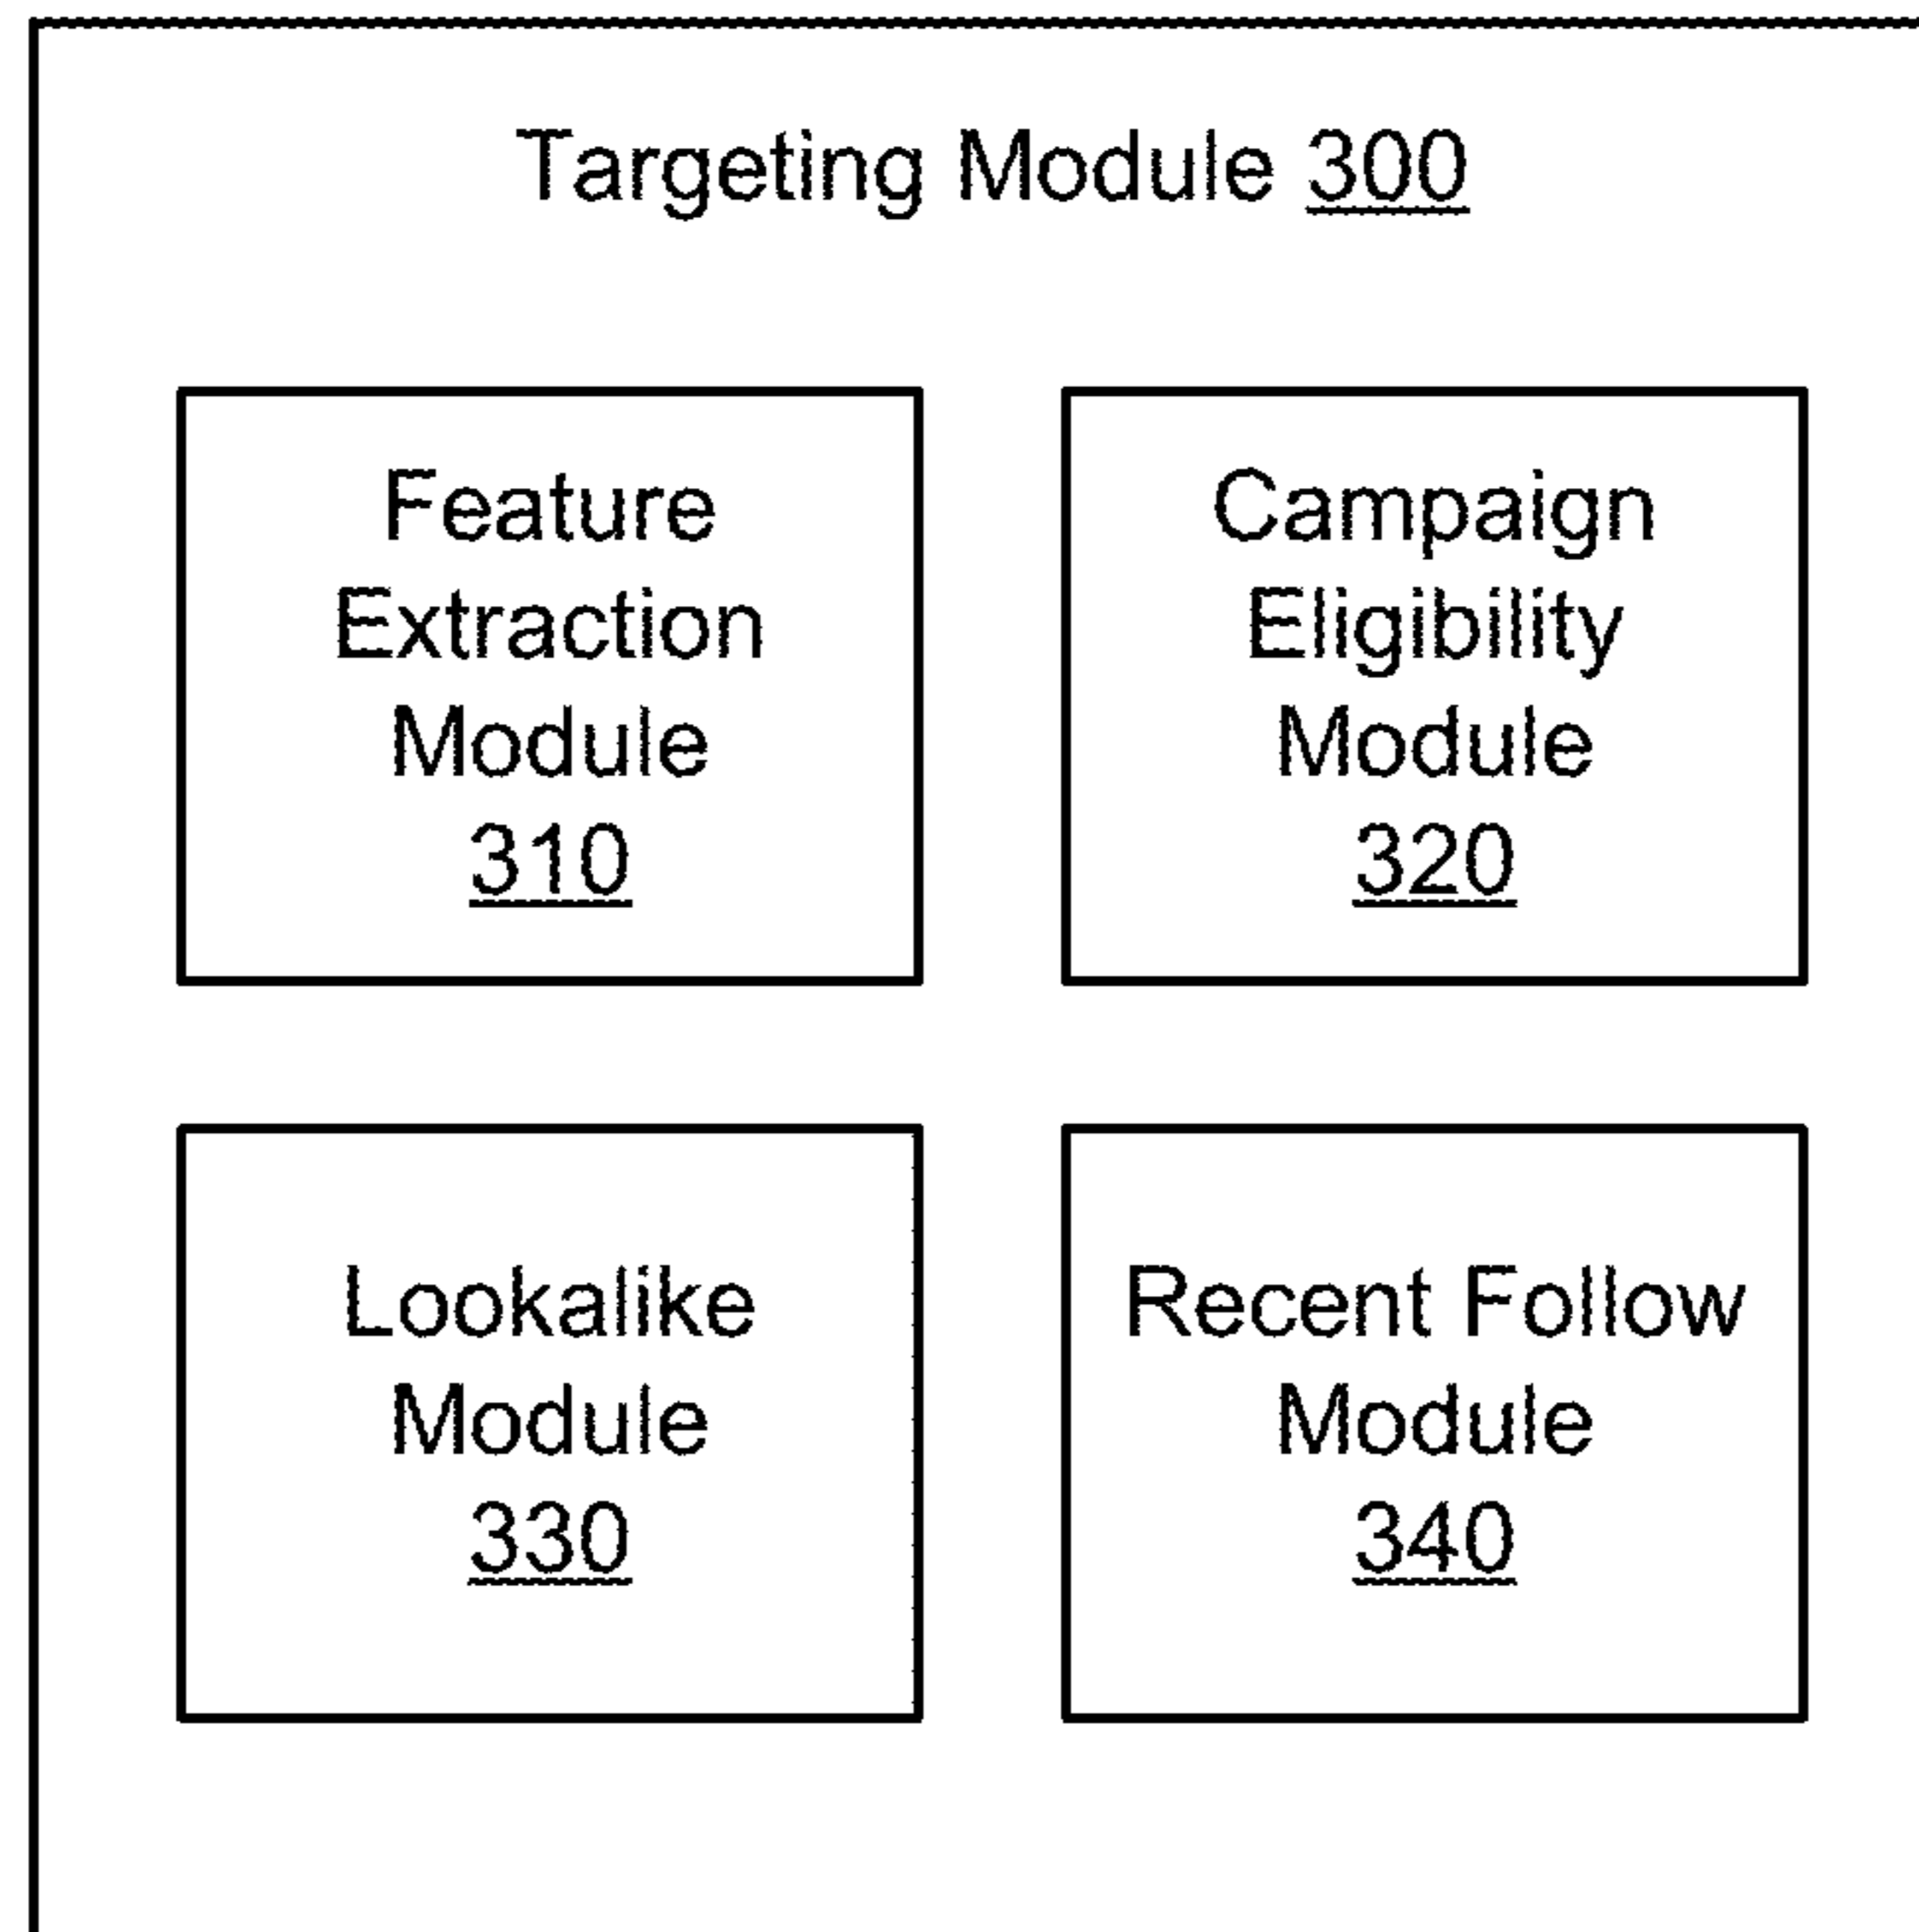 Targeting Module 300
Feature
Extraction
Module
310
Campaign
Eligibility
Module
320
Lookalike
Module
330
Recent Follow
Module
340